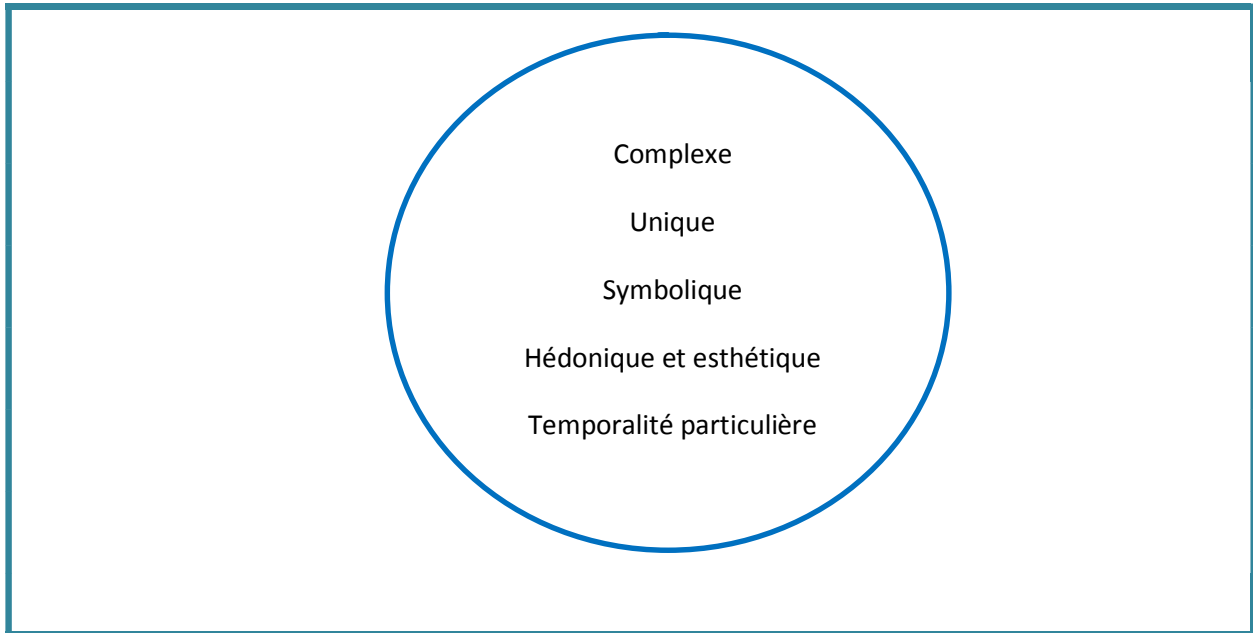 Complexe
Unique
Symbolique
Hédonique et esthétique
Temporalité particulière